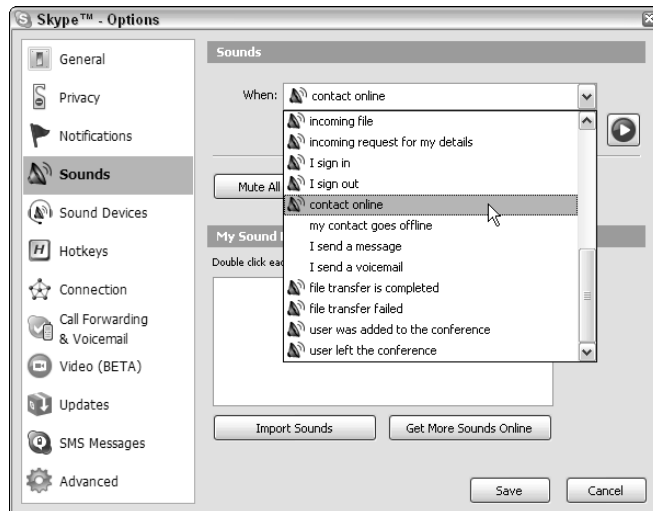 Skype™ - Options
General
Privacy
Notifications
Sounds
Sound Devices
Hotkeys
Connection
Call Forwarding
& Voicemail
Video (BETA)
Updates
SMS Messages
Advanced
Sounds
When: contact online
incoming file
incoming request for my details
I sign in
I sign out
contact online
my contact goes offline
I send a message
I send a voicemail
file transfer is completed
file transfer failed
user was added to the conference
user left the conference
Mute All
My Sound
Double click eac
Import Sounds Get More Sounds Online
Save Cancel